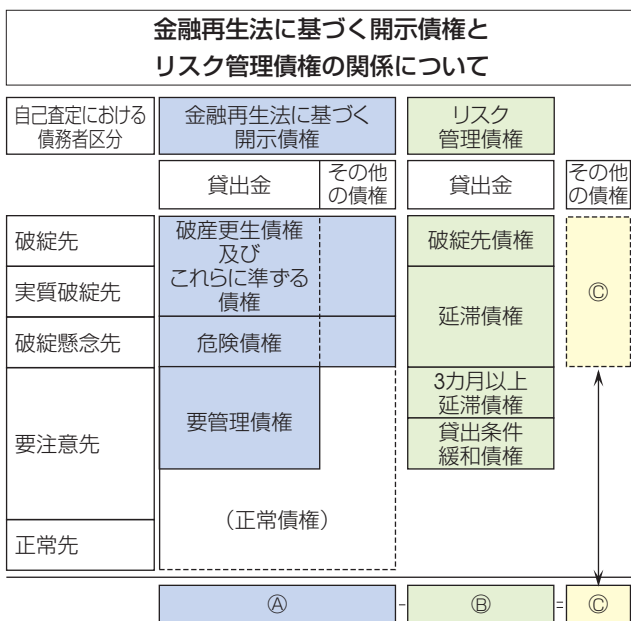 金融再生法に基づく開示債権と
リスク管理債権の関係について
自己査定における
債務者区分
金融再生法に基づく
開示債権
リスク
管理債権
貸出金
その他
の債権
貸出金
その他
の債権
破綻先
実質破綻先
破綻懸念先
要注意先
正常先
破産更生債権
及び
これらに準ずる
債権
危険債権
要管理債権
(正常債権)
破綻先債権
延滞債権
3カ月以上
延滞債権
貸出条件
緩和債権
Ⓒ
Ⓐ - Ⓑ = Ⓒ